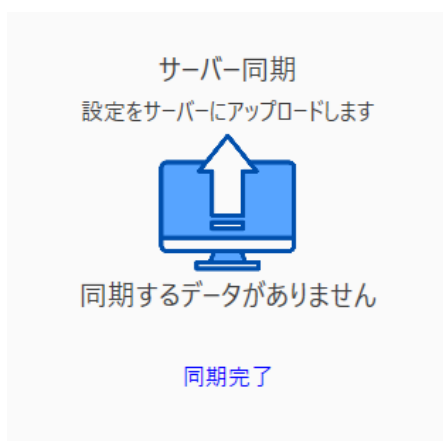 サーバー同期
設定をサーバーにアップロードします
同期するデータがありません
同期完了